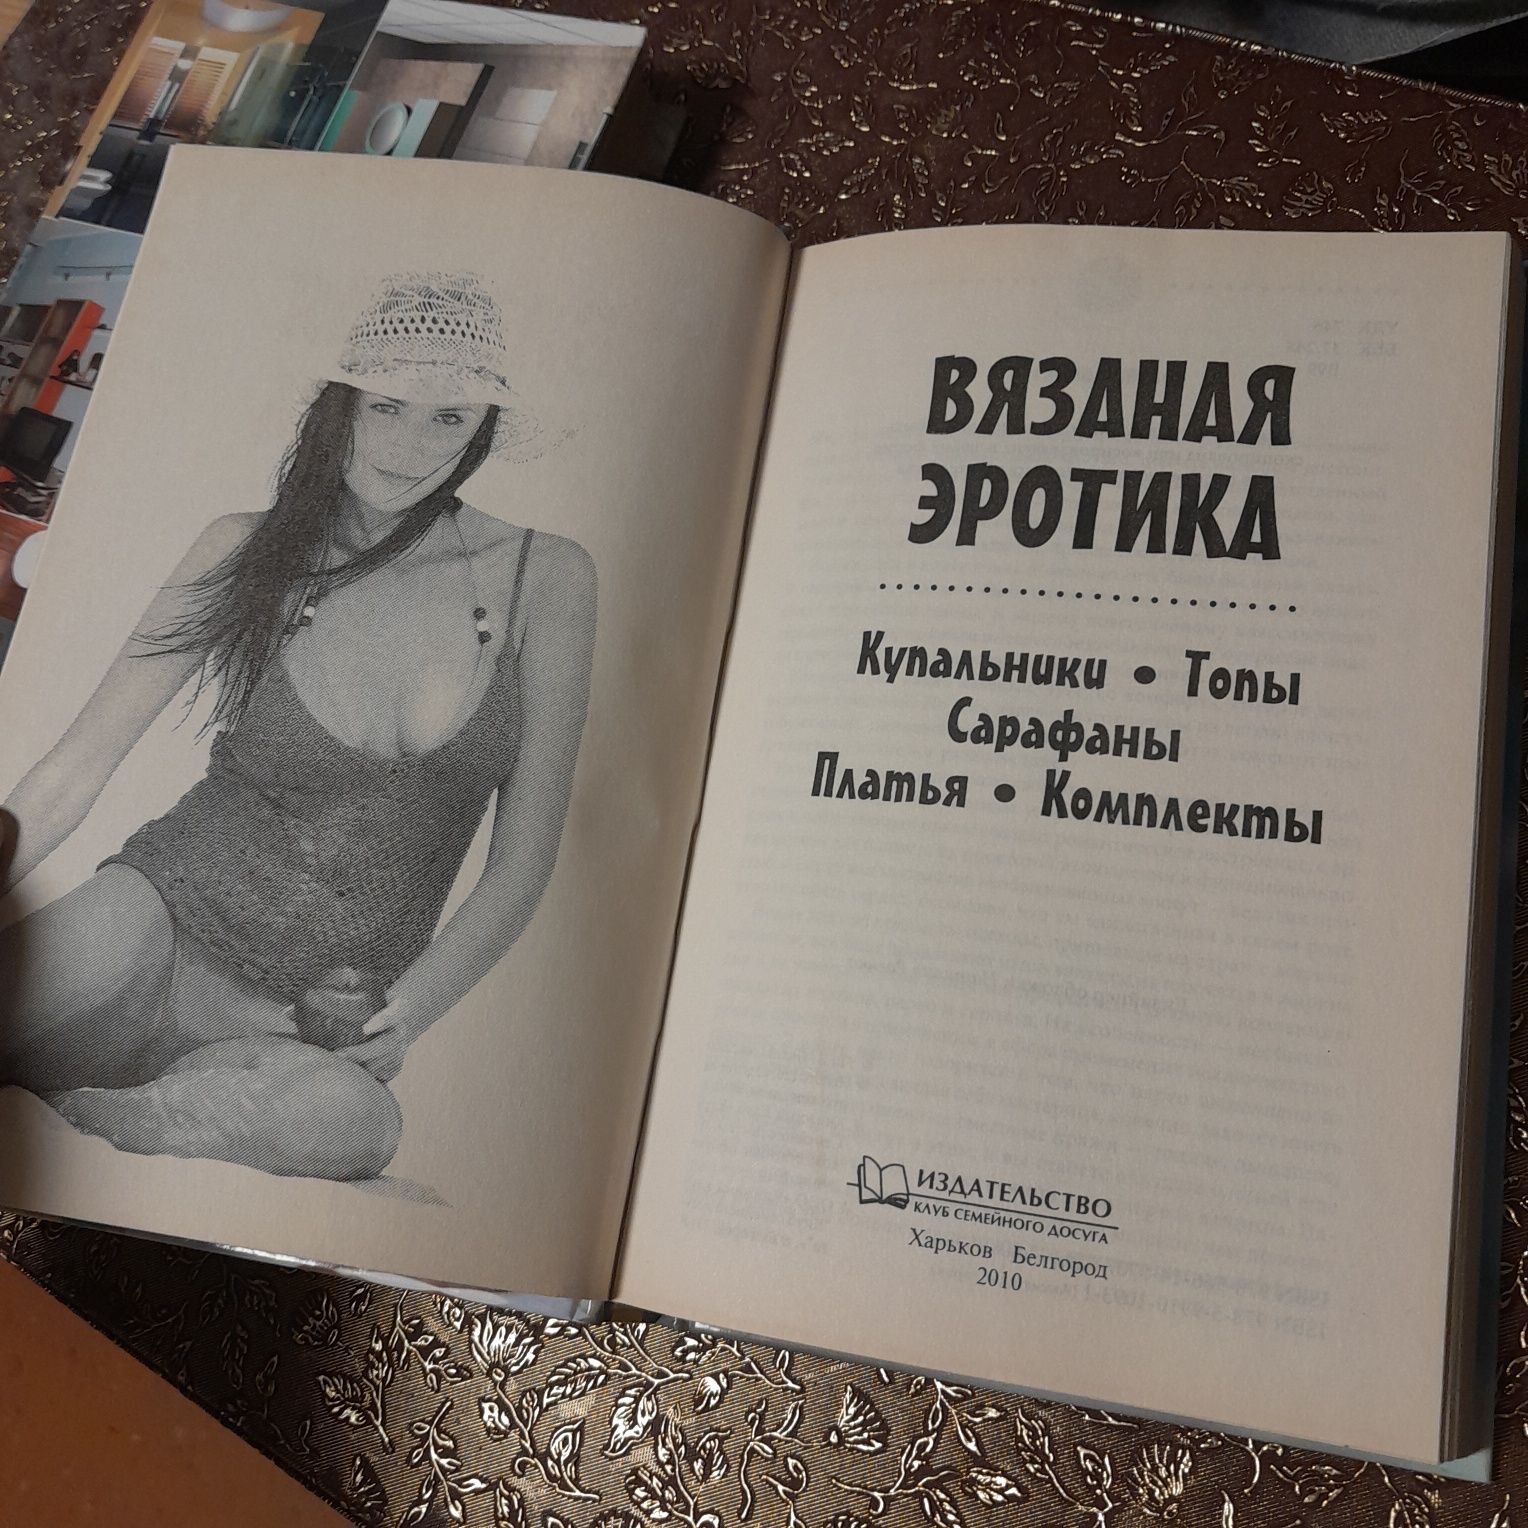 ВЯЗАНАЯ
ЭРОТИКА
Купальники • Топы
Сарафаны
Платья • Комплекты
ИЗДАТЕЛЬСТВО
КЛУБ СЕМЕЙНОГО ДОСУГА
Харьков Белгород
2010